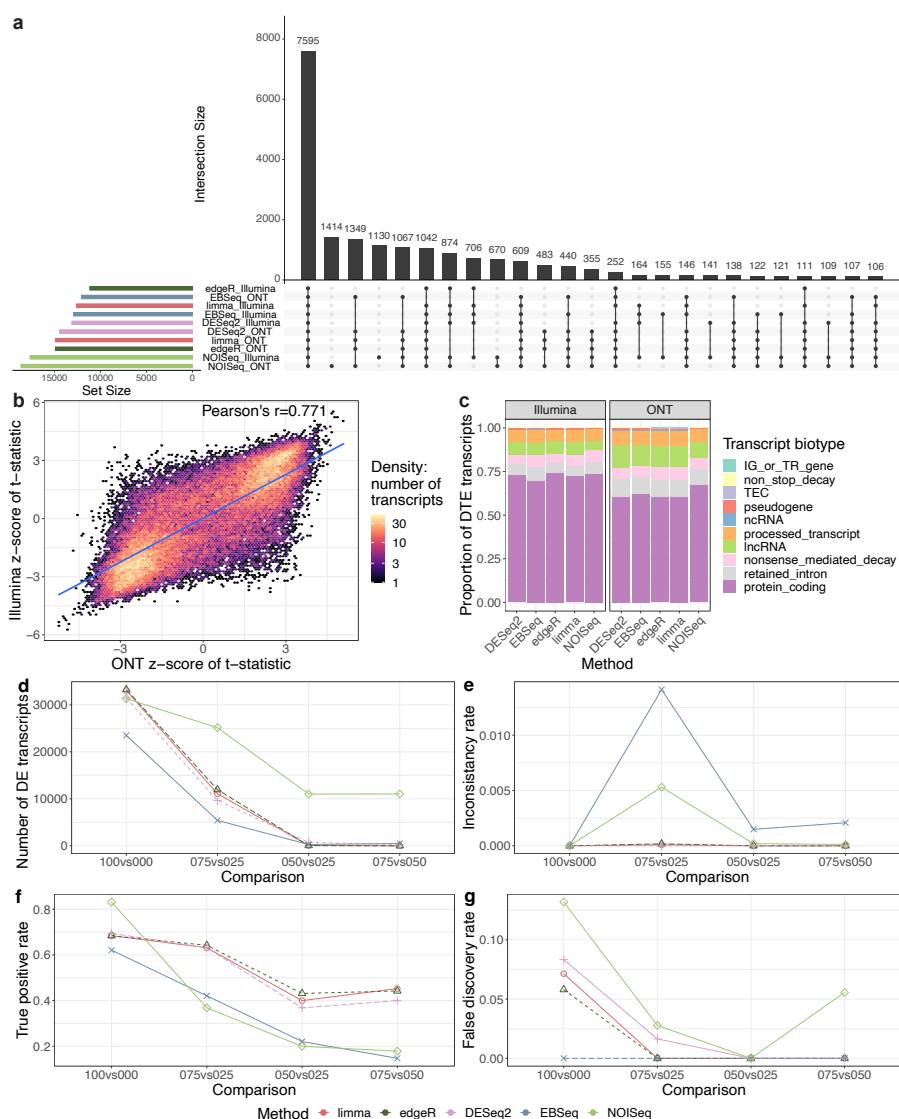 a
Intersection Size
8000
6000
4000
2000
0
7595
1414
1349
1130
1067
1042
874
706
670
609
483
440
355
252
164
155
146
141
138
122
121
111
109
107
106
edgeR_Illumina
EBSeq_ONT
limma_Illumina
EBSeq_Illumina
DESeq2_Illumina
DESeq2_ONT
limma_ONT
edgeR_ONT
NOISeq_Illumina
NOISeq_ONT
15000 10000 5000 0
Set Size
b
Pearson's r=0.771
Illumina z−score of t−statistic
6
3
0
−3
−6
−3 0 3
ONT z−score of t−statistic
Density:
number of
transcripts
30
10
3
1
c
Illumina ONT
Proportion of DTE transcripts
1.00
0.75
0.50
0.25
0.00
DESeq2 EBSeq edgeR limma NOISeq DESeq2 EBSeq edgeR limma NOISeq
Method
Transcript biotype
IG_or_TR_gene
non_stop_decay
TEC
pseudogene
ncRNA
processed_transcript
lncRNA
nonsense_mediated_decay
retained_intron
protein_coding
d
Number of DE transcripts
30000
20000
10000
0
100vs000 075vs025 050vs025 075vs050
Comparison
e
Inconsistancy rate
0.010
0.005
0.000
100vs000 075vs025 050vs025 075vs050
Comparison
f
True positive rate
0.8
0.6
0.4
0.2
100vs000 075vs025 050vs025 075vs050
Comparison
g
False discovery rate
0.10
0.05
0.00
100vs000 075vs025 050vs025 075vs050
Comparison
Method limma edgeR DESeq2 EBSeq NOISeq